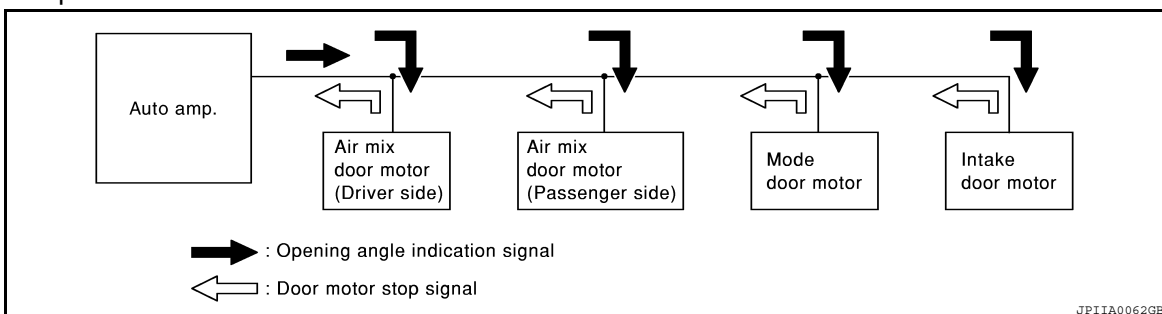 Auto amp.
Air mix
door motor
(Driver side)
Air mix
door motor
(Passenger side)
Mode
door motor
Intake
door motor
: Opening angle indication signal
: Door motor stop signal
JPIIA0062GB